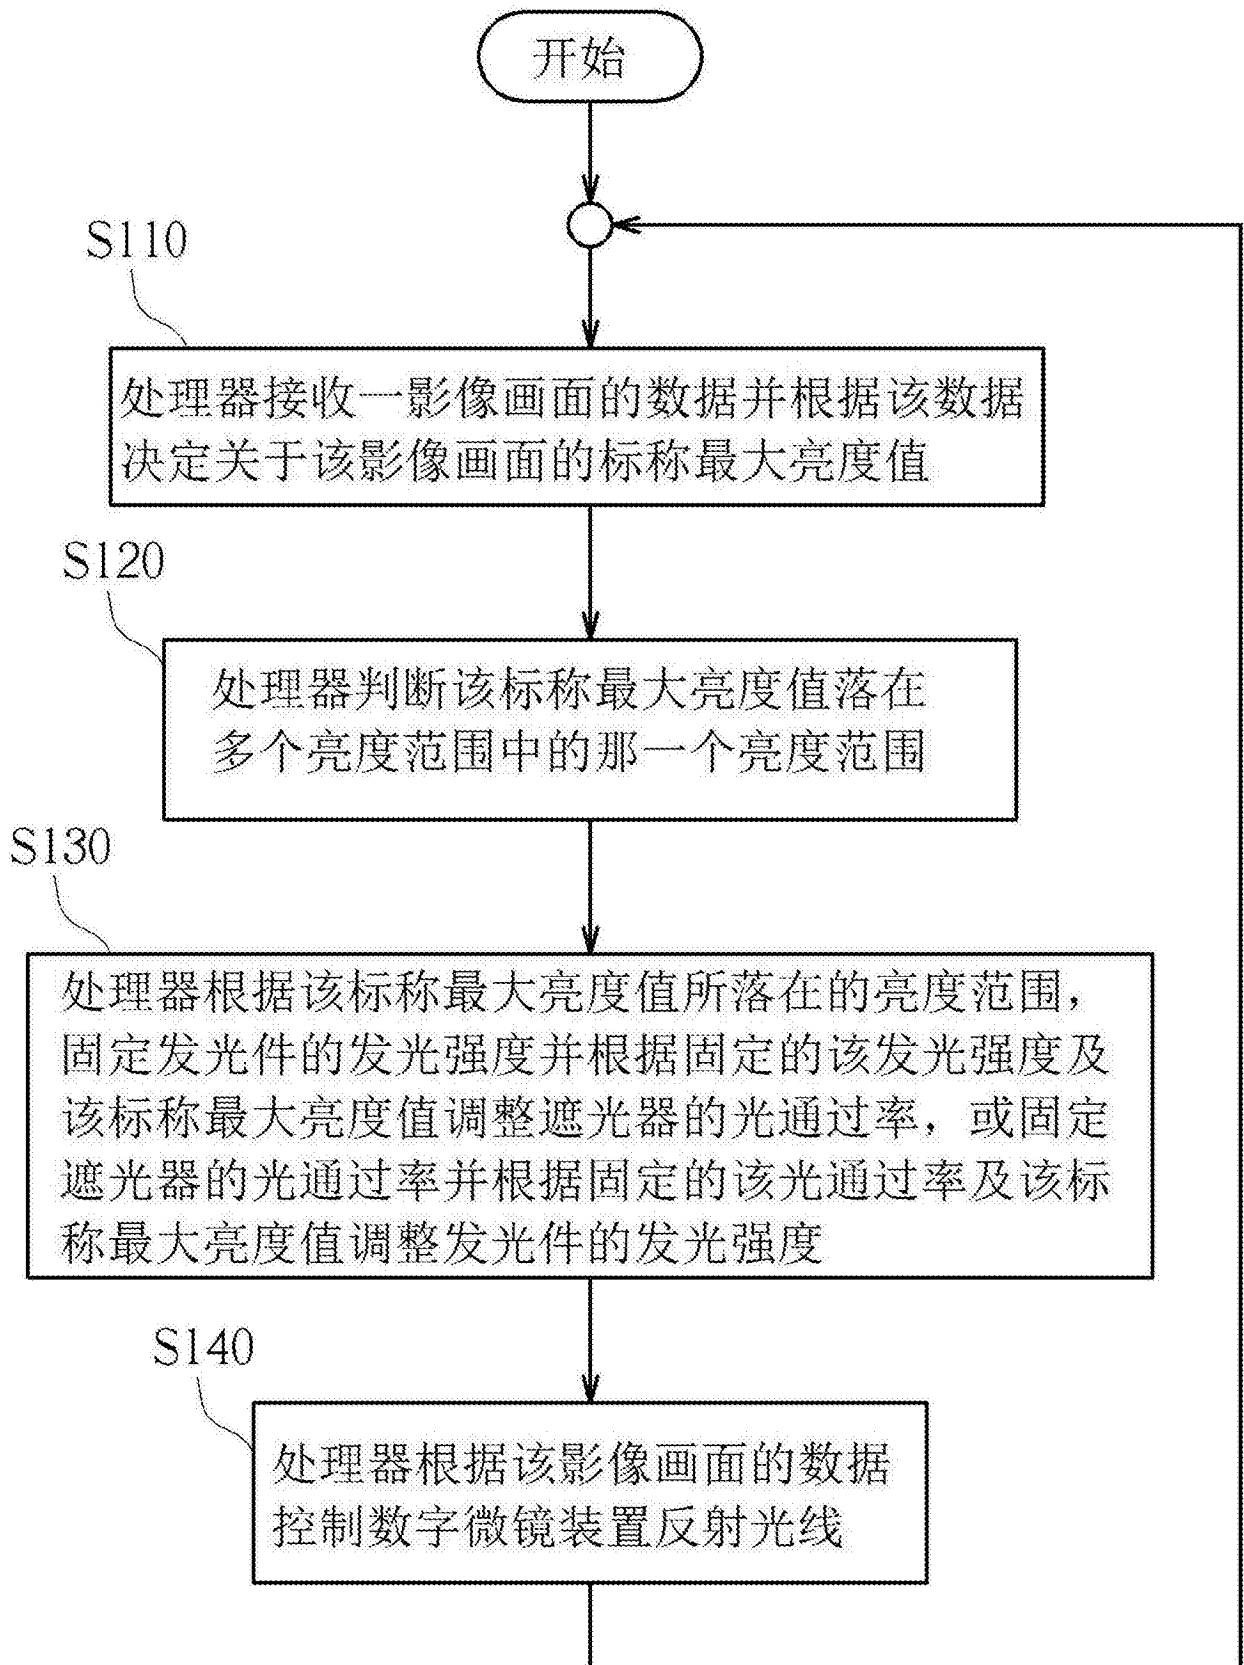 开始
S110
处理器接收一影像画面的数据并根据该数据
决定关于该影像画面的标称最大亮度值
S120
处理器判断该标称最大亮度值落在
多个亮度范围中的那一个亮度范围
S130
处理器根据该标称最大亮度值所落在的亮度范围，
固定发光件的发光强度并根据固定的该发光强度及
该标称最大亮度值调整遮光器的光通过率，或固定
遮光器的光通过率并根据固定的该光通过率及该标
称最大亮度值调整发光件的发光强度
S140
处理器根据该影像画面的数据
控制数字微镜装置反射光线